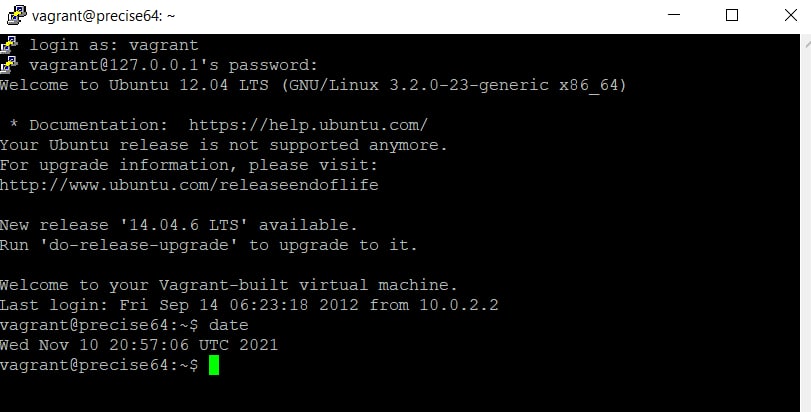 vagrant@precise64: ~
login as: vagrant
vagrant@127.0.0.1's password:
Welcome to Ubuntu 12.04 LTS (GNU/Linux 3.2.0-23-generic x86_64)
* Documentation:  https://help.ubuntu.com/
Your Ubuntu release is not supported anymore.
For upgrade information, please visit:
http://www.ubuntu.com/releaseendoflife
New release '14.04.6 LTS' available.
Run 'do-release-upgrade' to upgrade to it.
Welcome to your Vagrant-built virtual machine.
Last login: Fri Sep 14 06:23:18 2012 from 10.0.2.2
vagrant@precise64:~$ date
Wed Nov 10 20:57:06 UTC 2021
vagrant@precise64:~$